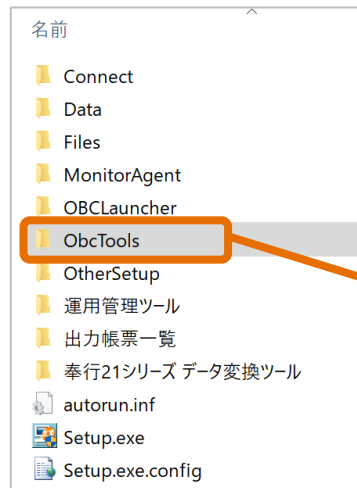 名前
Connect
Data
Files
MonitorAgent
OBCLauncher
ObcTools
OtherSetup
運用管理ツール
出力帳票一覧
奉行21シリーズ データ変換ツール
autorun.inf
Setup.exe
Setup.exe.config